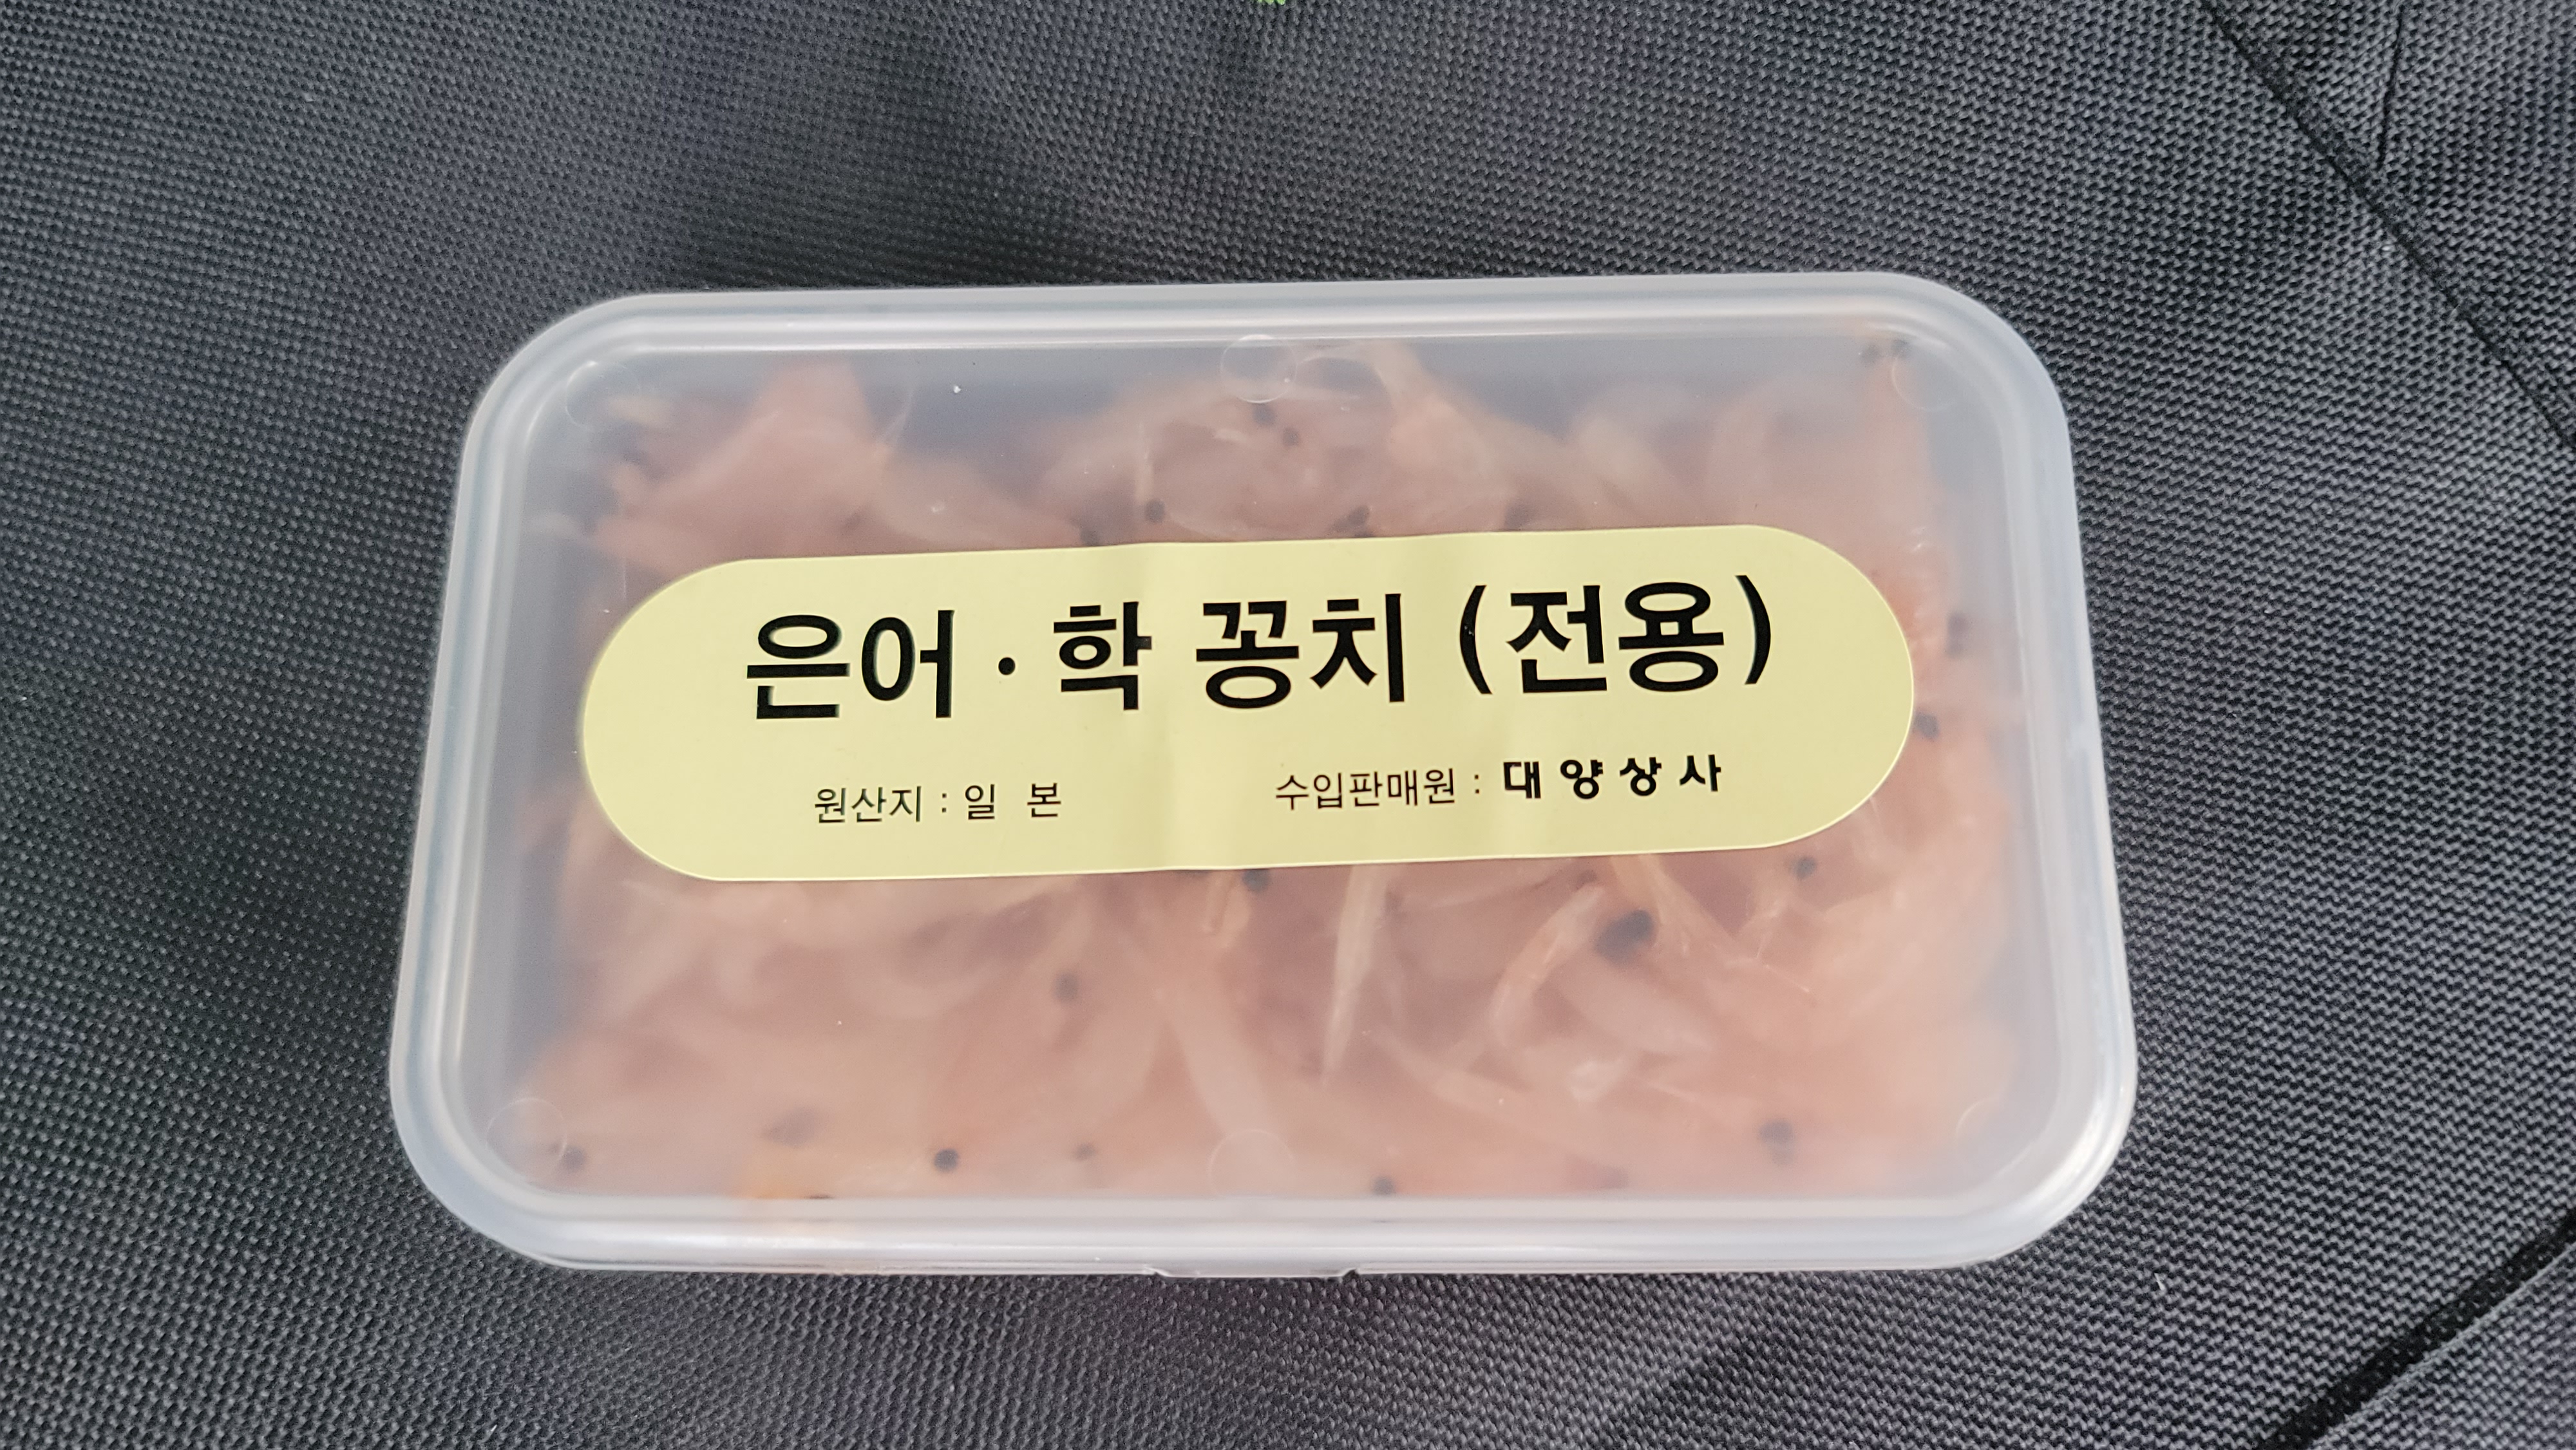 은어 · 학 꽁치 (전용)
원산지 : 일 본 수입판매원 : 대 양 상 사